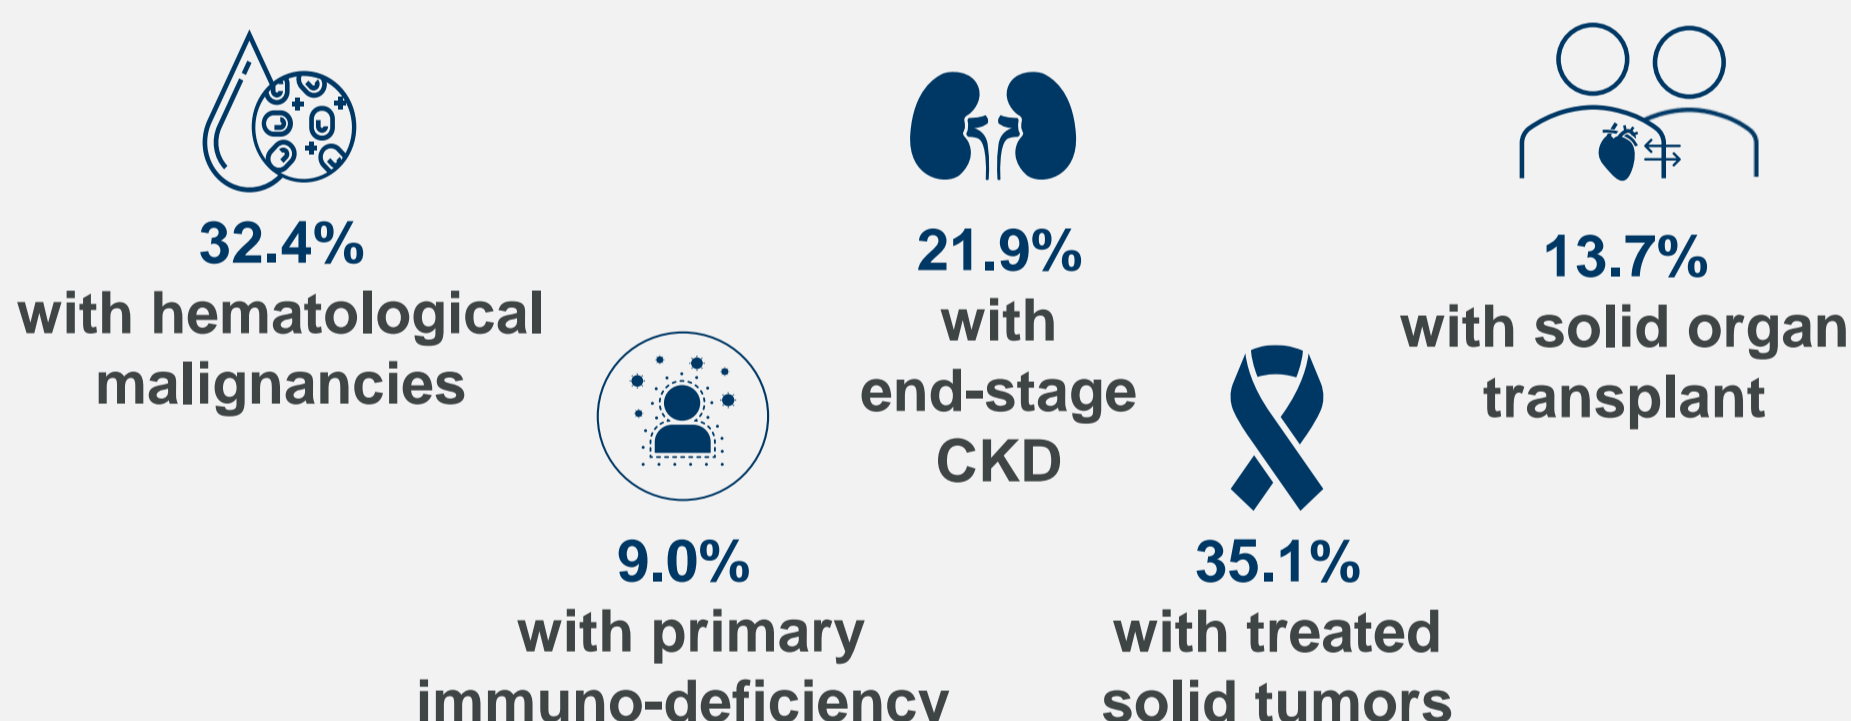 32.4%
with hematological
malignancies
9.0%
with primary
immuno-deficiency
21.9%
with
end-stage
CKD
35.1%
with treated
solid tumors
13.7%
with solid organ
transplant